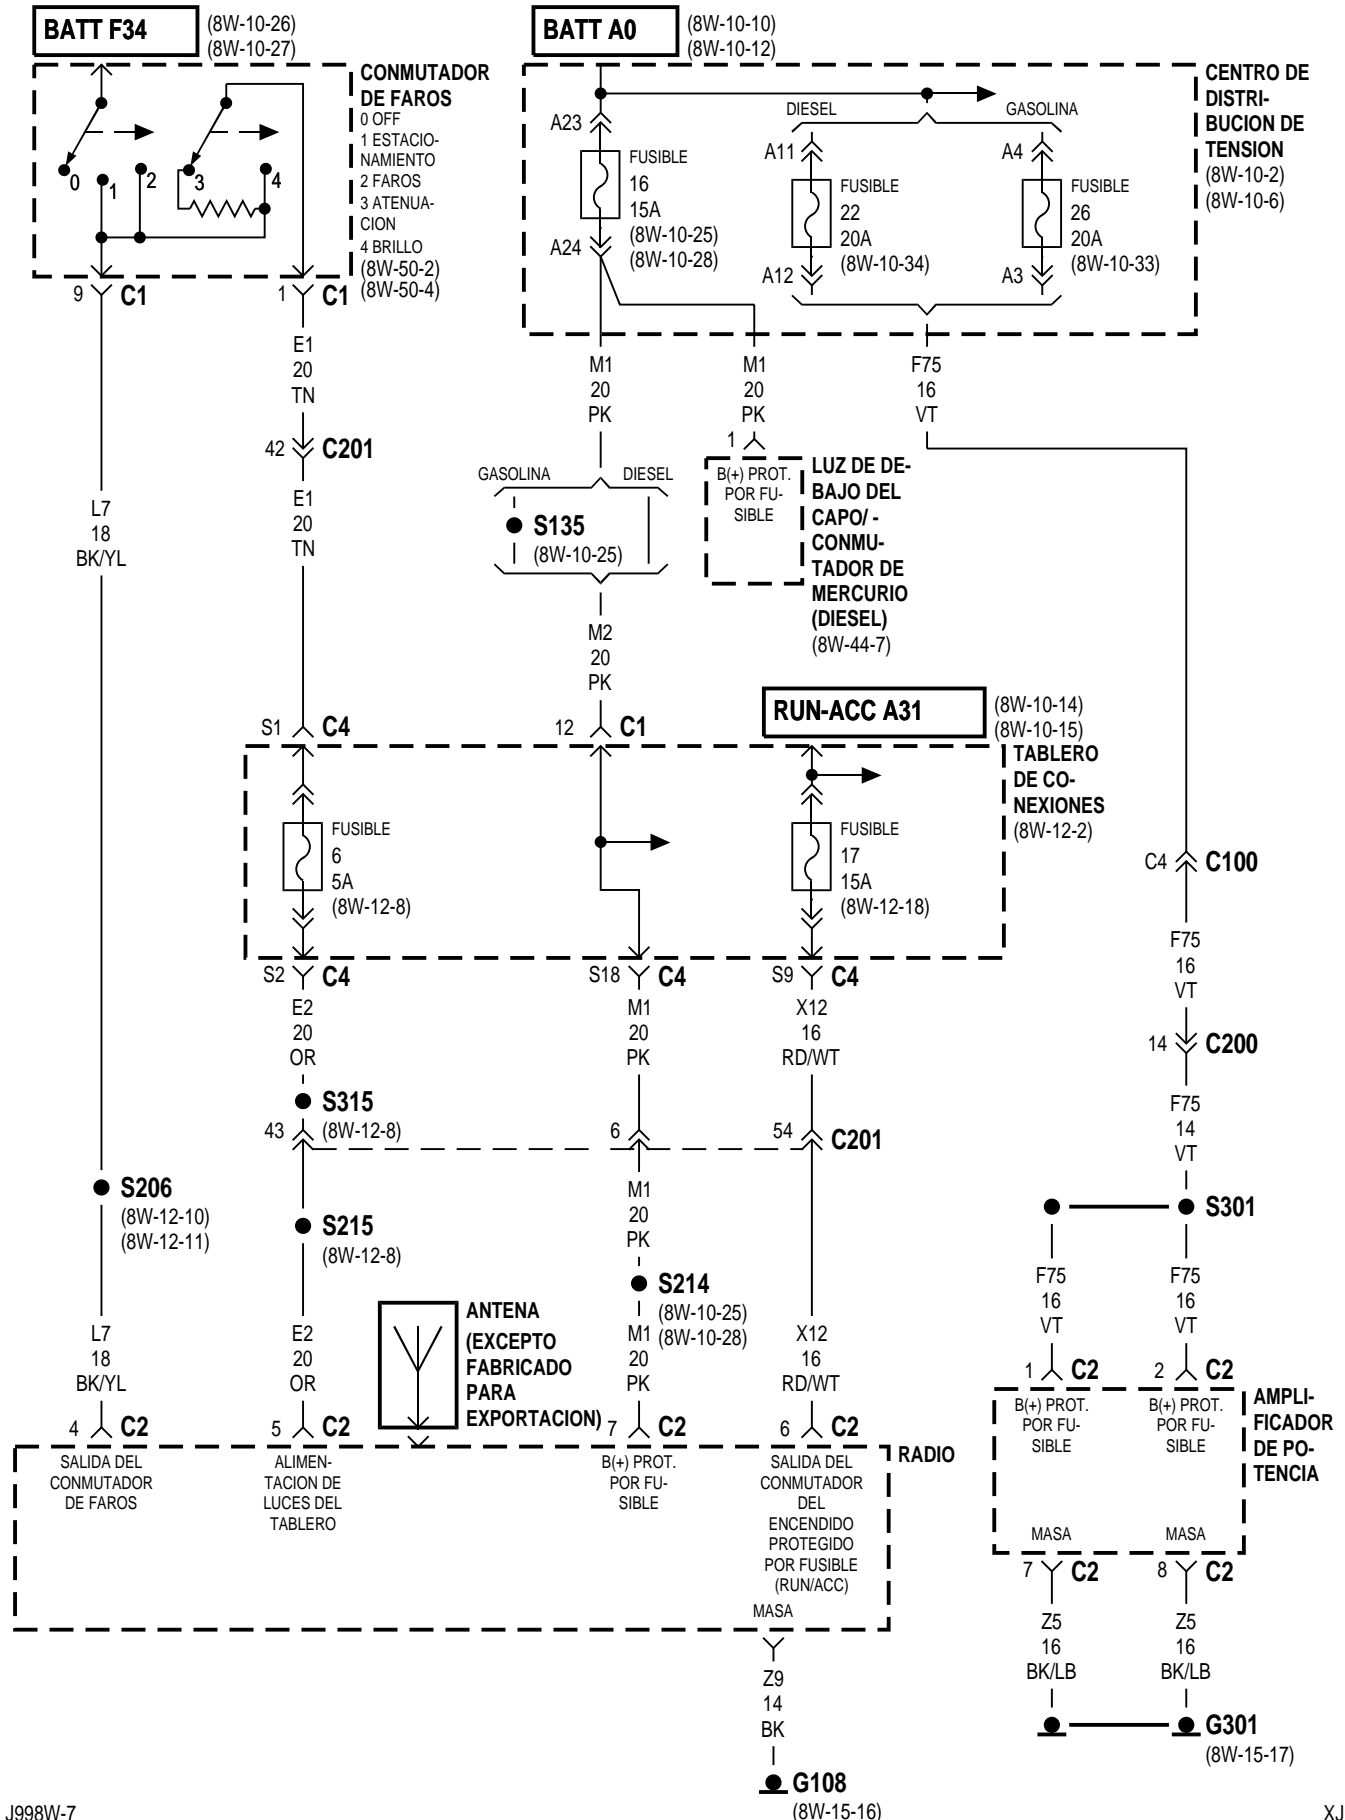 BATT F34
(8W-10-26)
(8W-10-27)
BATT A0
(8W-10-10)
(8W-10-12)
CONMUTADOR
DE FAROS
0 OFF
1 ESTACIO-
NAMIENTO
2 FAROS
3 ATENUA-
CION
4 BRILLO
(8W-50-2)
(8W-50-4)
0
1
2
3
4
9
C1
1
C1
CENTRO DE
DISTRI-
BUCION DE
TENSION
(8W-10-2)
(8W-10-6)
DIESEL
GASOLINA
A23
FUSIBLE
16
15A
(8W-10-25)
(8W-10-28)
A24
A11
FUSIBLE
22
20A
(8W-10-34)
A12
A4
FUSIBLE
26
20A
(8W-10-33)
A3
E1
20
TN
42
C201
E1
20
TN
L7
18
BK/YL
M1
20
PK
M1
20
PK
F75
16
VT
GASOLINA
DIESEL
S135
(8W-10-25)
1
B(+) PROT.
POR FU-
SIBLE
LUZ DE DE-
BAJO DEL
CAPO/ -
CONMU-
TADOR DE
MERCURIO
(DIESEL)
(8W-44-7)
M2
20
PK
S1
C4
12
C1
RUN-ACC A31
(8W-10-14)
(8W-10-15)
TABLERO
DE CO-
NEXIONES
(8W-12-2)
FUSIBLE
6
5A
(8W-12-8)
FUSIBLE
17
15A
(8W-12-18)
C4
C100
S2
C4
S18
C4
S9
C4
F75
16
VT
E2
20
OR
M1
20
PK
X12
16
RD/WT
14
C200
S315
(8W-12-8)
43
6
54
C201
F75
14
VT
S206
(8W-12-10)
(8W-12-11)
S215
(8W-12-8)
M1
20
PK
S214
(8W-10-25)
(8W-10-28)
S301
F75
16
VT
F75
16
VT
ANTENA
(EXCEPTO
FABRICADO
PARA
EXPORTACION)
L7
18
BK/YL
E2
20
OR
M1
20
PK
X12
16
RD/WT
4
C2
5
C2
7
C2
6
C2
1
C2
2
C2
RADIO
SALIDA DEL
CONMUTADOR
DE FAROS
ALIMEN-
TACION DE
LUCES DEL
TABLERO
B(+) PROT.
POR FU-
SIBLE
SALIDA DEL
CONMUTADOR
DEL
ENCENDIDO
PROTEGIDO
POR FUSIBLE
(RUN/ACC)
MASA
B(+) PROT.
POR FU-
SIBLE
B(+) PROT.
POR FU-
SIBLE
AMPLI-
FICADOR
DE PO-
TENCIA
MASA
MASA
7
C2
8
C2
Z9
14
BK
Z5
16
BK/LB
Z5
16
BK/LB
G301
(8W-15-17)
G108
(8W-15-16)
J998W-7
XJ